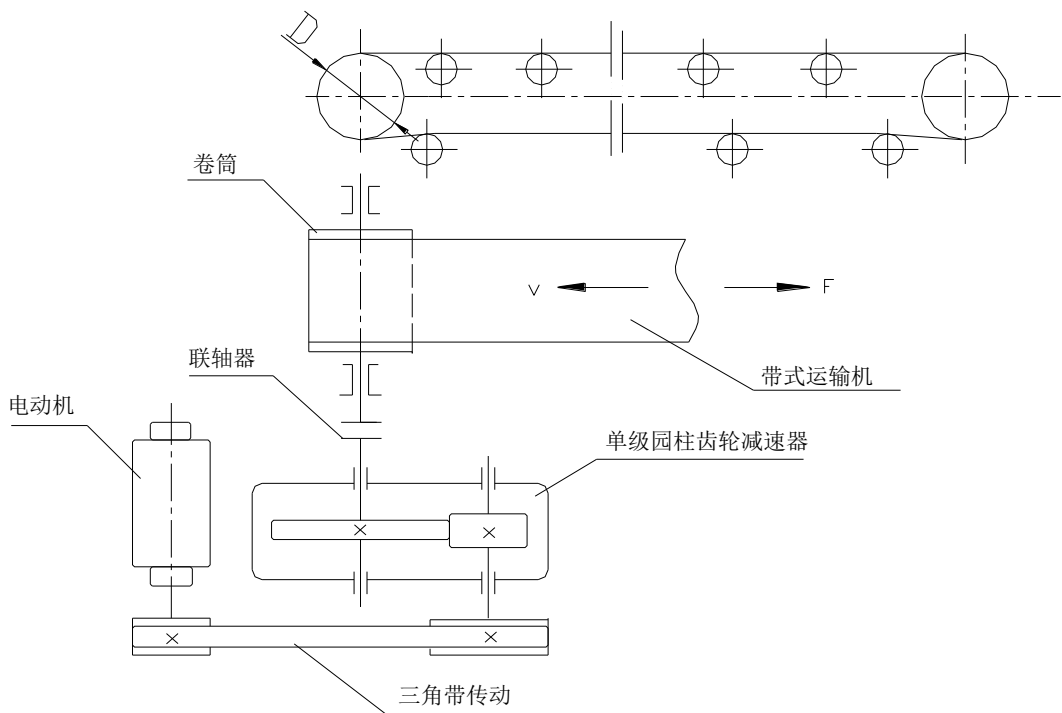 D
卷筒
V
F
联轴器
带式运输机
电动机
单级园柱齿轮减速器
三角带传动